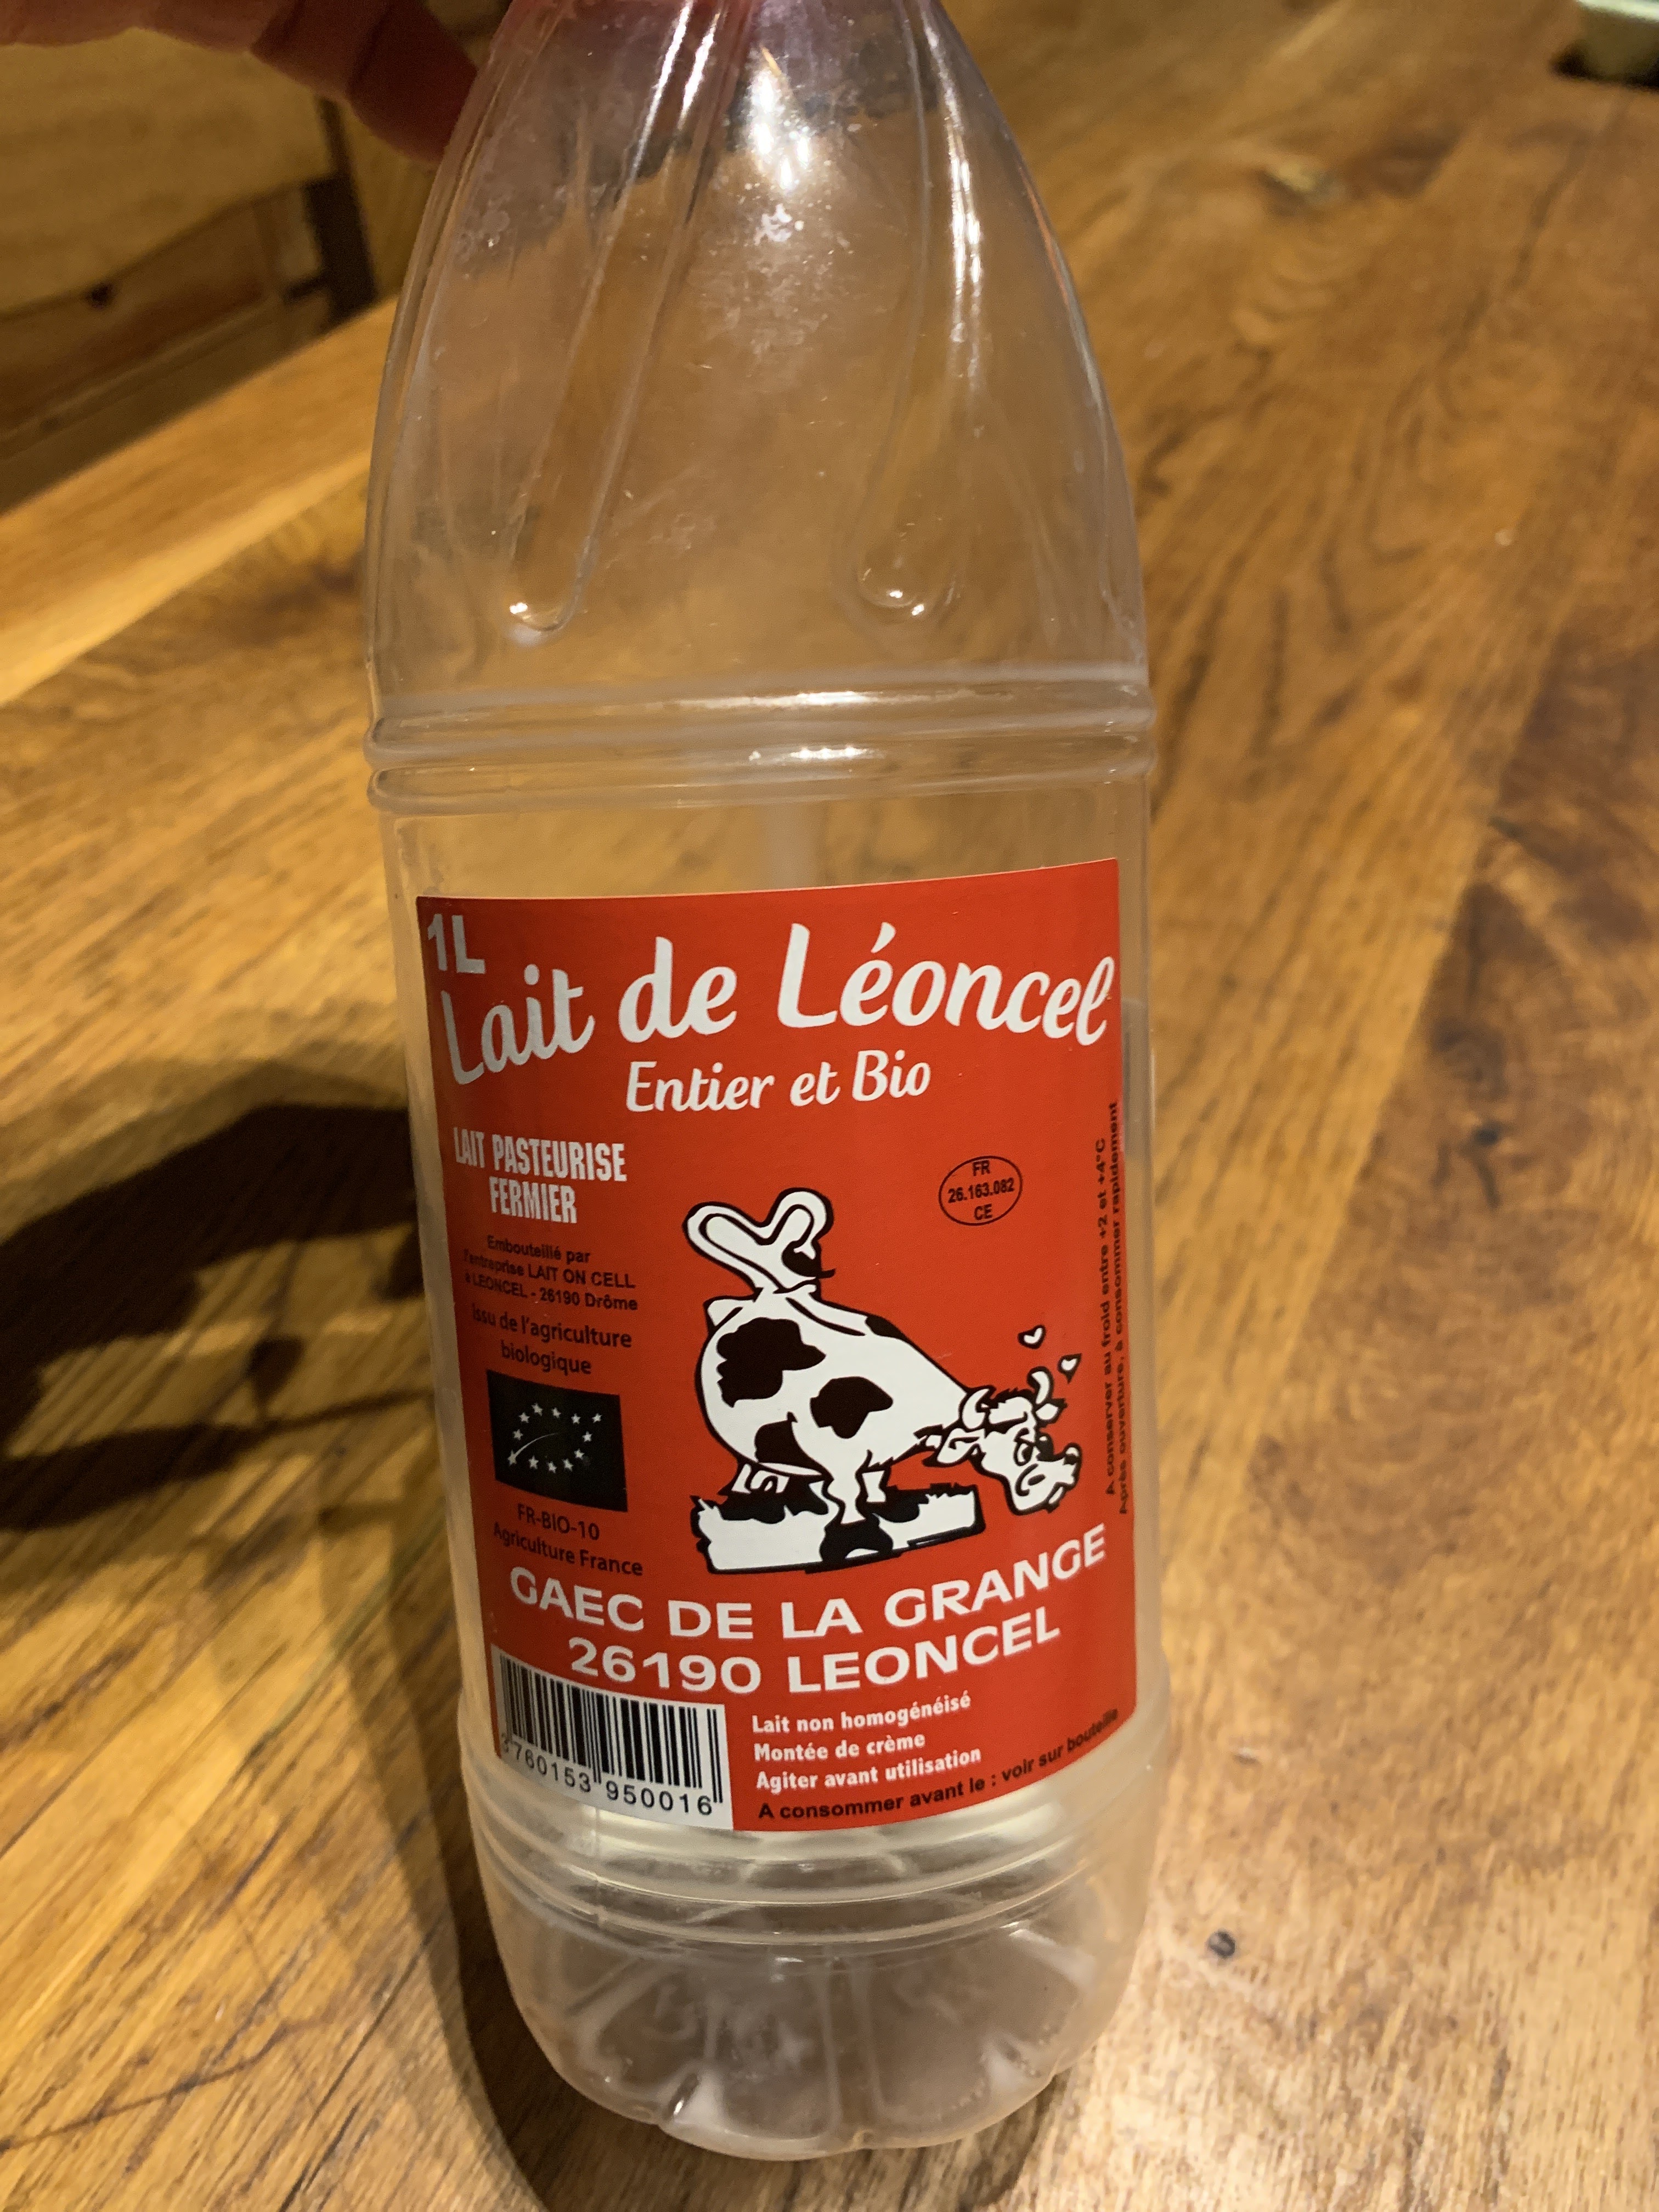 1L
Lait de Léoncel
Entier et Bio
LAIT PASTEURISE
FERMIER
Embouteillé par
l'entreprise LAIT ON CELL
à LEONCEL - 26190 Drôme
issu de l'agriculture
biologique
FR-BIO-10
Agriculture France
FR
26.163.082
CE
A conserver au froid entre +2 et +4°C
Après ouverture, à consommer rapidement
GAEC DE LA GRANGE
26190 LEONCEL
3 760153 950016
Lait non homogénéisé
Montée de crème
Agiter avant utilisation
A consommer avant le : voir sur bouteille